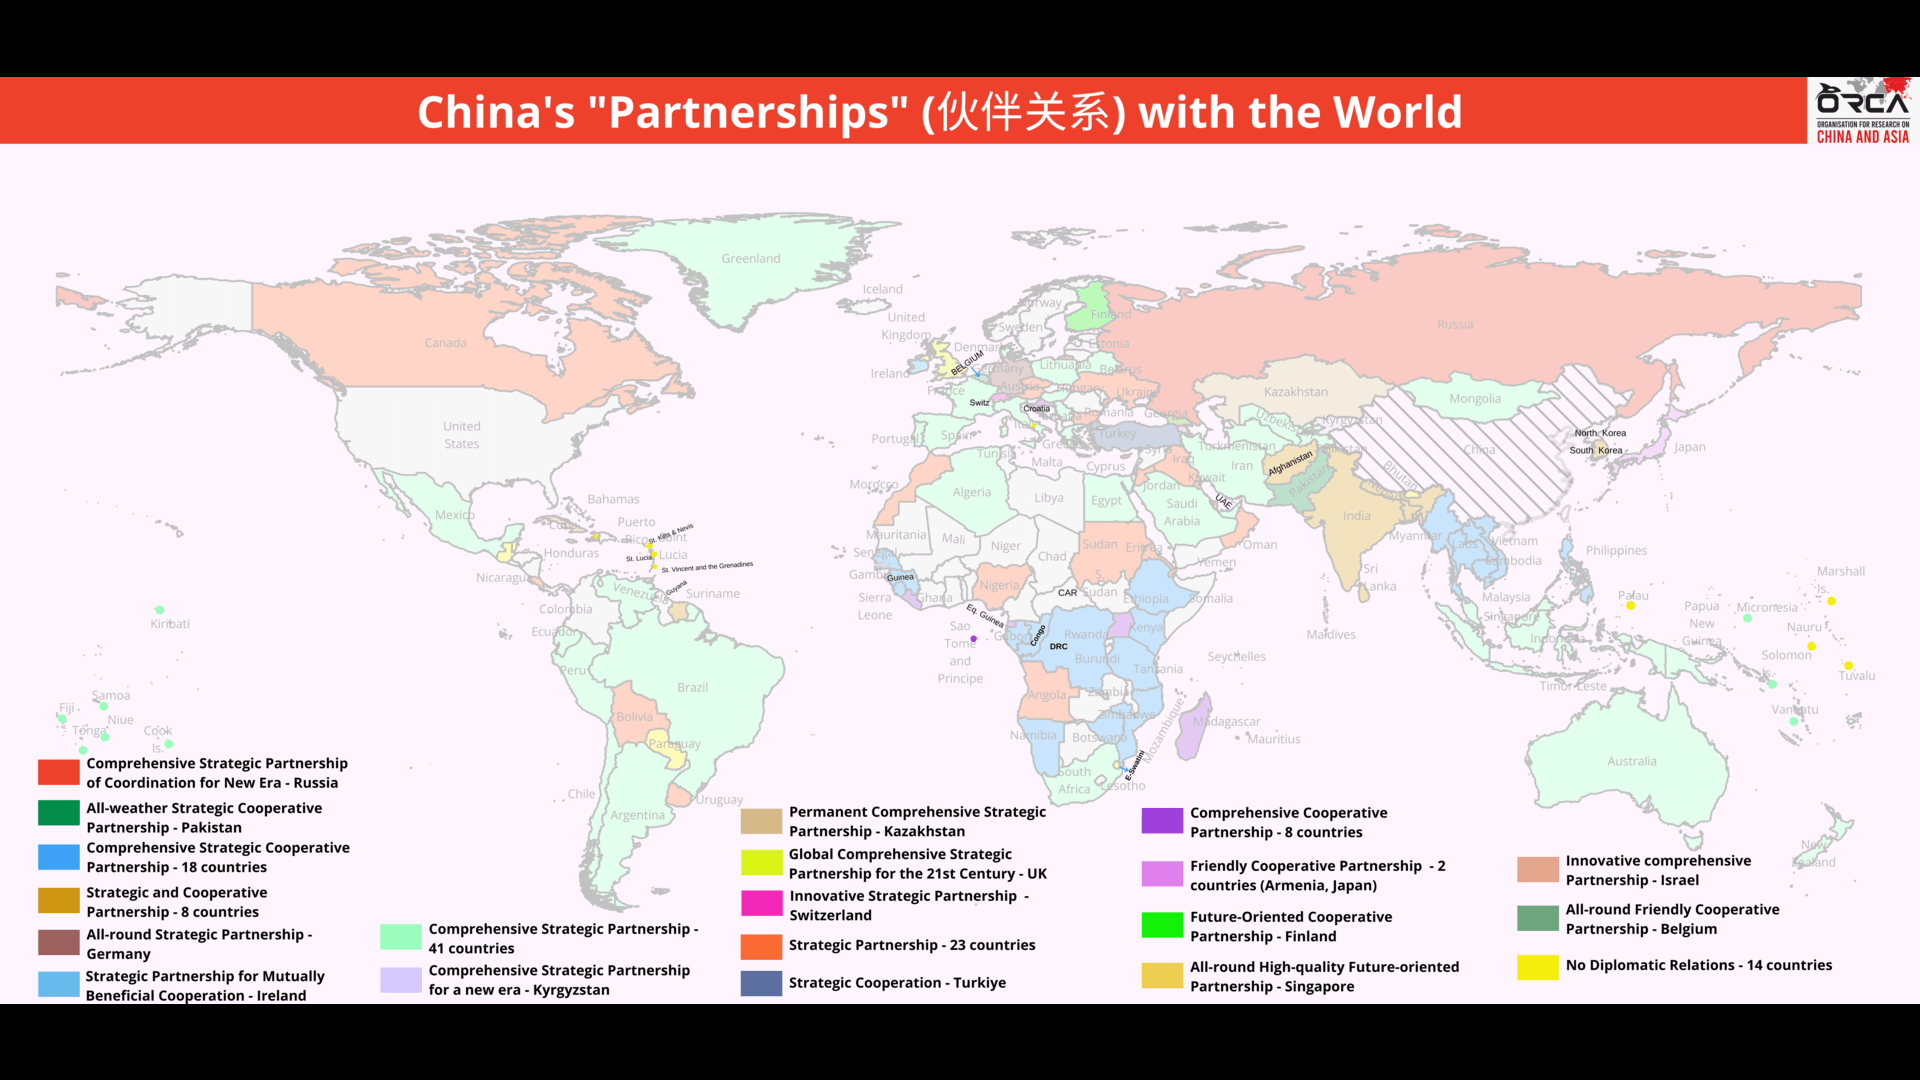 China's "Partnerships" (伙伴关系) with the World
ORCA
ORGANISATION FOR RESEARCH ON
CHINA AND ASIA
Greenland
Iceland
Norway
Sweden
Finland
Russia
United
Kingdom
Denmark
Estonia
Canada
BELGIUM
Germany
Lithuania
Belarus
Ireland
Austria
Hungary
Ukraine
Kazakhstan
Mongolia
France
Switz
Croatia
Romania
Georgia
Uzbekis
Kyrgyzstan
United
States
Portugal
Spain
Italy
Turkey
Turkmenistan
China
North Korea
South Korea
Japan
Tunisia
Malta
Cyprus
Syria
Iraq
Iran
Afghanistan
Pakistan
Bhutan
Morocco
Algeria
Libya
Egypt
Jordan
Kuwait
Saudi
Arabia
UAE
Nepal
India
Bahamas
Mexico
Cuba
Puerto
Rico
St. Kitts & Nevis
Saint
Lucia
St. Lucia
St. Vincent and the Grenadines
Honduras
Nicaragua
Mauritania
Mali
Niger
Chad
Sudan
Eritrea
Oman
Yemen
Myanmar
Laos
Vietnam
Cambodia
Philippines
Senegal
Gambia
Guinea
Sierra
Leone
Ghana
Nigeria
CAR
S.
Sudan
Ethiopia
Somalia
Sri
Lanka
Maldives
Malaysia
Singapore
Indonesia
Palau
Marshall
Is.
Micronesia
Papua
New
Guinea
Nauru
Solomon
Is.
Tuvalu
Venezuela
Guyana
Suriname
Colombia
Ecuador
Kiribati
Eq. Guinea
Sao
Tome
and
Principe
Gabon
Congo
DRC
Rwanda
Kenya
Burundi
Tanzania
Seychelles
Timor-Leste
Peru
Brazil
Bolivia
Paraguay
Angola
Zambia
Zimbabwe
Mozambique
Madagascar
Mauritius
Vanuatu
Samoa
Fiji
Niue
Tonga
Cook
Is.
Namibia
Botswana
E-Swatini
South
Africa
Lesotho
Australia
New
Zealand
Chile
Argentina
Uruguay
Comprehensive Strategic Partnership
of Coordination for New Era - Russia
All-weather Strategic Cooperative
Partnership - Pakistan
Comprehensive Strategic Cooperative
Partnership - 18 countries
Strategic and Cooperative
Partnership - 8 countries
All-round Strategic Partnership -
Germany
Strategic Partnership for Mutually
Beneficial Cooperation - Ireland
Comprehensive Strategic Partnership -
41 countries
Comprehensive Strategic Partnership
for a new era - Kyrgyzstan
Permanent Comprehensive Strategic
Partnership - Kazakhstan
Global Comprehensive Strategic
Partnership for the 21st Century - UK
Innovative Strategic Partnership -
Switzerland
Strategic Partnership - 23 countries
Strategic Cooperation - Turkiye
Comprehensive Cooperative
Partnership - 8 countries
Friendly Cooperative Partnership - 2
countries (Armenia, Japan)
Future-Oriented Cooperative
Partnership - Finland
All-round High-quality Future-oriented
Partnership - Singapore
Innovative comprehensive
Partnership - Israel
All-round Friendly Cooperative
Partnership - Belgium
No Diplomatic Relations - 14 countries